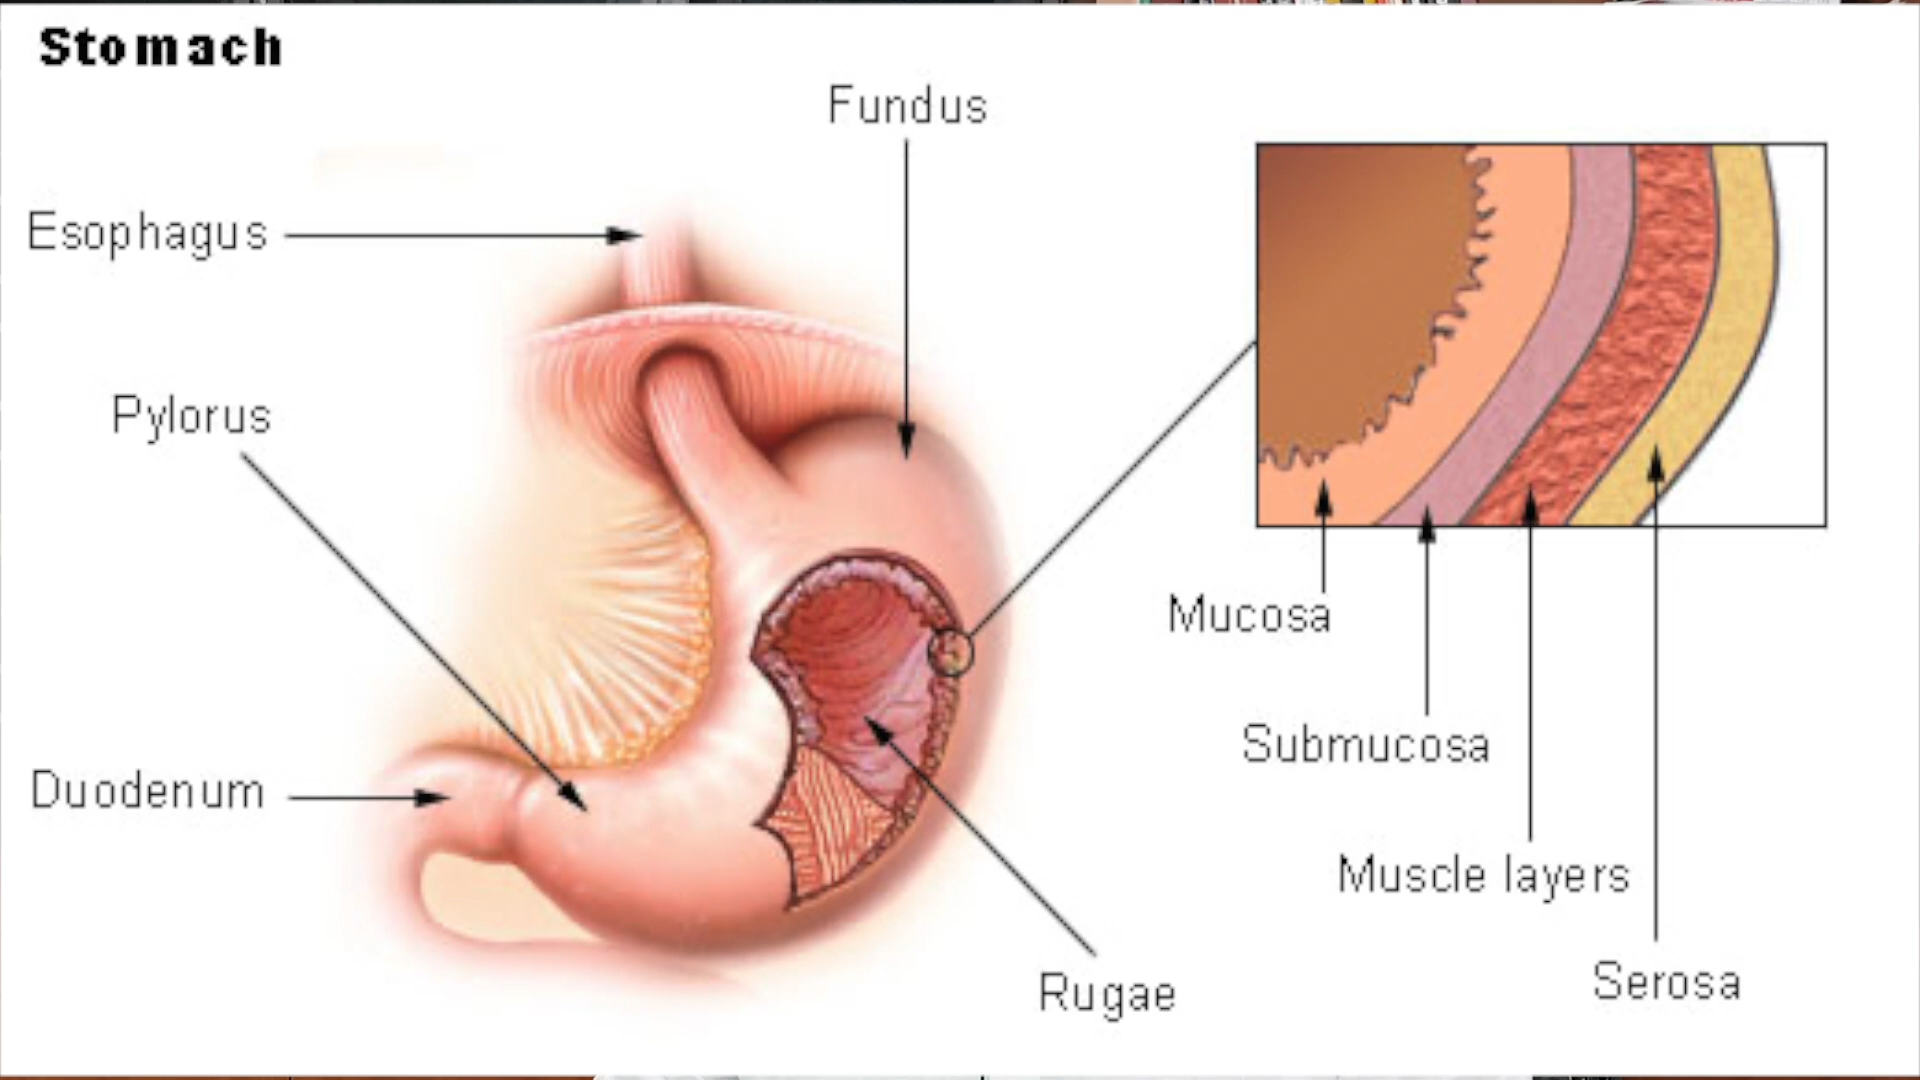 Stomach
Fundus
Esophagus
Pylorus
Duodenum
Mucosa
Submucosa
Muscle layers
Serosa
Rugae